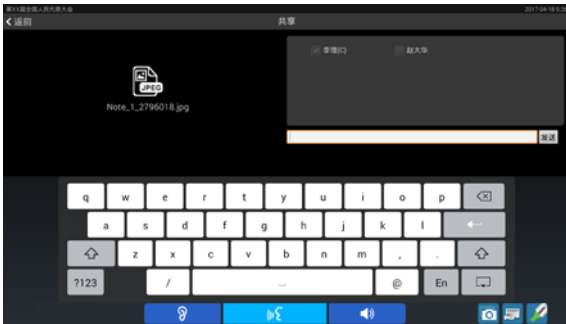 第XX届全国人民代表大会
2017-04-18
返回
共享
李理(C)
赵大华
JPEG
Note_1_2796018.jpg
发送
q w e r t y u i o p
a s d f g h j k l
z x c v b n m , .
?123 / @ En